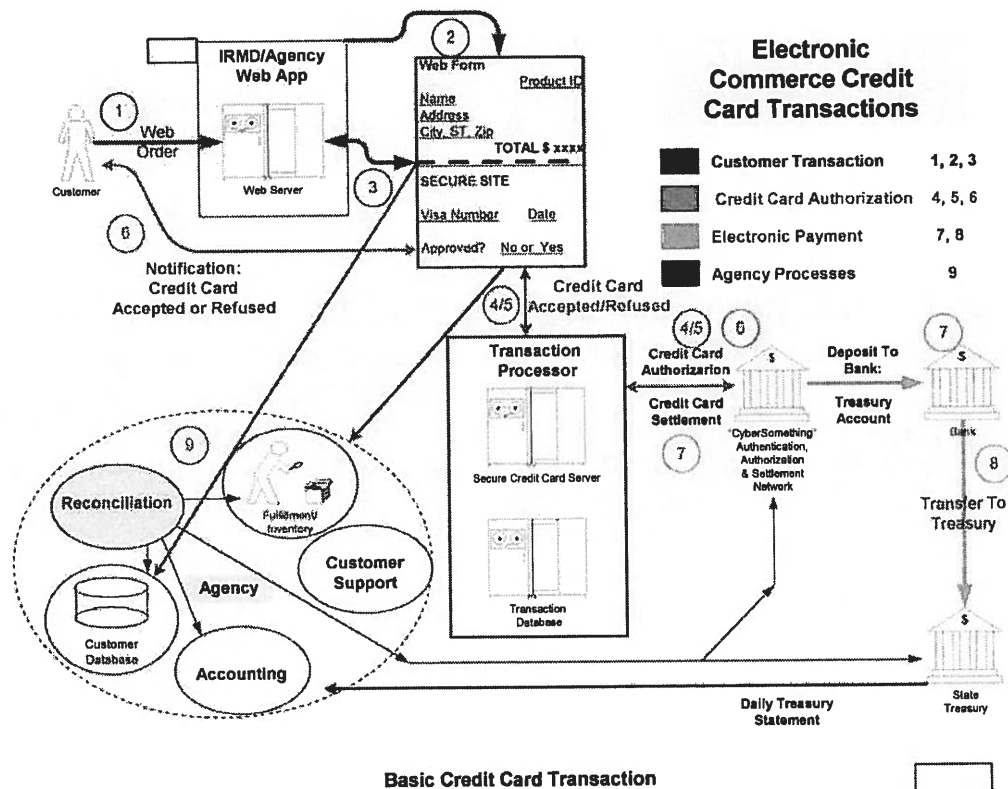 Electronic
Commerce Credit
Card Transactions
Customer Transaction 1, 2, 3
Credit Card Authorization 4, 5, 6
Electronic Payment 7, 8
Agency Processes 9
IRMD/Agency
Web App
Web Server
1
Web
Order
Customer
2
Web Form
Product ID
Name
Address
City, ST, Zip
TOTAL $ xxxx
3
SECURE SITE
Visa Number Date
Approved? No or Yes
6
Notification:
Credit Card
Accepted or Refused
4/5
Credit Card
Accepted/Refused
Transaction
Processor
Secure Credit Card Server
Transaction
Database
4/5
6
Credit Card
Authorization
Credit Card
Settlement
7
$
"CyberSomething"
Authentication,
Authorization
& Settlement
Network
Deposit To
Bank:
Treasury
Account
7
$
Bank
8
Transfer To
Treasury
$
State
Treasury
Daily Treasury
Statement
9
Reconciliation
Fulfillment/
Inventory
Customer
Support
Agency
Customer
Database
Accounting
Basic Credit Card Transaction